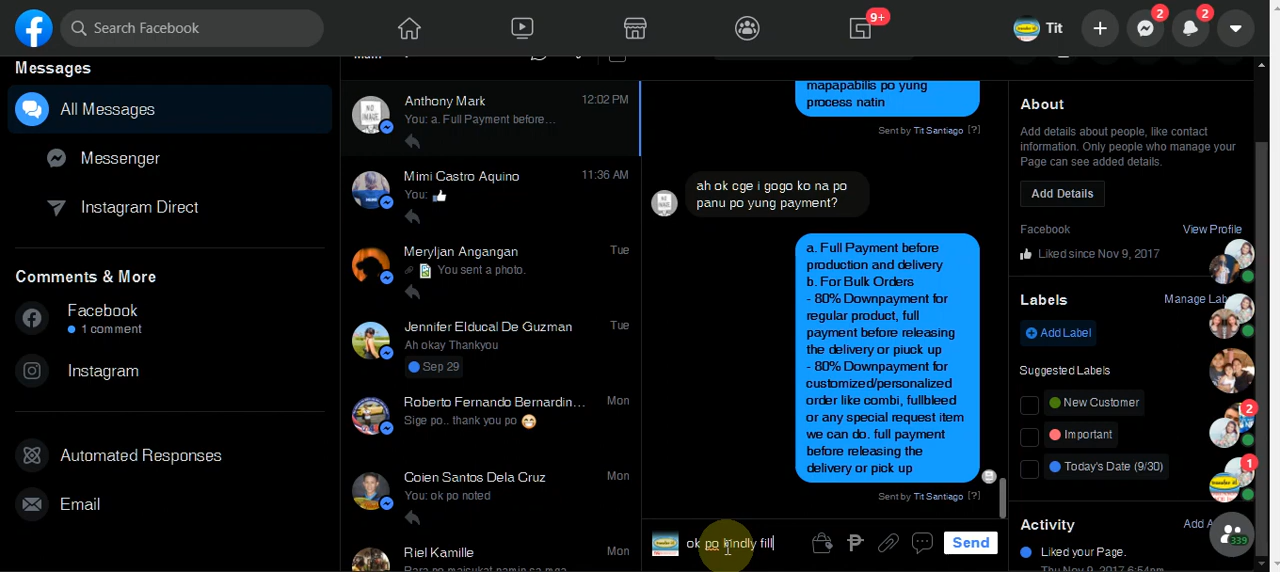 Search Facebook
9+
Tit
2
2
Messages
All Messages
Messenger
Instagram Direct
Comments & More
Facebook
1 comment
Instagram
Automated Responses
Email
Anthony Mark
12:02 PM
You: a. Full Payment before...
Mimi Castro Aquino
11:36 AM
You: 👍
Meryljan Angangan
Tue
You sent a photo.
Jennifer Elducal De Guzman
Tue
Ah okay Thankyou
Sep 29
Roberto Fernando Bernardin...
Mon
Sige po.. thank you po 😁
Coien Santos Dela Cruz
Mon
You: ok po noted
Riel Kamille
Mon
mapapabilis po yung
process natin
Sent by Tit Santiago [?]
ah ok cge i gogo ko na po
panu po yung payment?
a. Full Payment before
production and delivery
b. For Bulk Orders
- 80% Downpayment for
regular product, full
payment before releasing
the delivery or piuck up
- 80% Downpayment for
customized/personalized
order like combi, fullbleed
or any special request item
we can do. full payment
before releasing the
delivery or pick up
Sent by Tit Santiago [?]
ok po kindly fill
Send
About
Add details about people, like contact
information. Only people who manage your
Page can see added details.
Add Details
Facebook
View Profile
Liked since Nov 9, 2017
Labels
Manage
Add Label
Suggested Labels
New Customer
Important
Today's Date (9/30)
2
1
339
Activity
Liked your Page.
Thu Nov 9, 2017 6:54pm